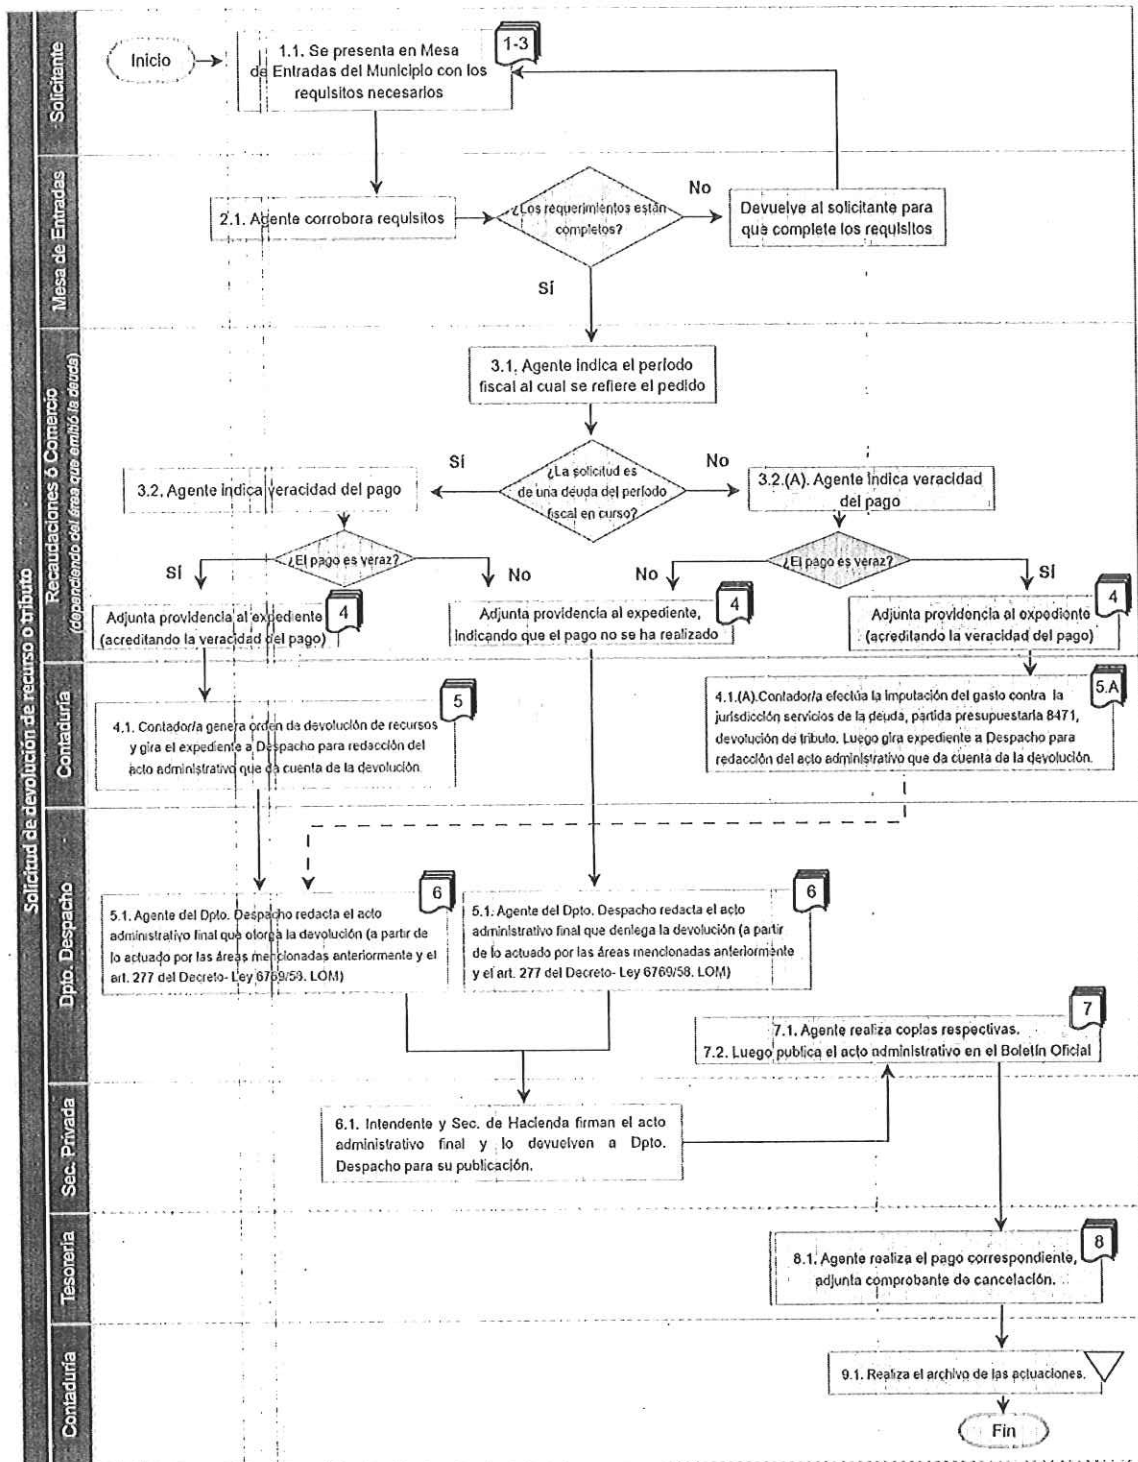 Solicitud de devolución de recurso o tributo
Solicitante
Inicio
1.1. Se presenta en Mesa
de Entradas del Municipio con los
requisitos necesarios
1-3
Mesa de Entradas
2.1. Agente corrobora requisitos
¿Los requerimientos están
completos?
No
Devuelve al solicitante para
que complete los requisitos
Sí
Recaudaciones ó Comercio
(dependiendo del área que emitió la deuda)
3.1. Agente indica el período
fiscal al cual se refiere el pedido
¿La solicitud es
de una deuda del período
fiscal en curso?
Sí
No
3.2. Agente indica veracidad del pago
3.2.(A). Agente indica veracidad
del pago
¿El pago es veraz?
¿El pago es veraz?
Sí
No
No
Sí
Adjunta providencia al expediente
(acreditando la veracidad del pago)
4
Adjunta providencia al expediente,
indicando que el pago no se ha realizado
4
Adjunta providencia al expediente
(acreditando la veracidad del pago)
4
Contaduría
4.1. Contador/a genera orden de devolución de recursos
y gira el expediente a Despacho para redacción del
acto administrativo que da cuenta de la devolución.
5
4.1.(A).Contador/a efectúa la imputación del gasto contra la
jurisdicción servicios de la deuda, partida presupuestaria 8471,
devolución de tributo. Luego gira expediente a Despacho para
redacción del acto administrativo que da cuenta de la devolución.
5.A
Dpto. Despacho
5.1. Agente del Dpto. Despacho redacta el acto
administrativo final que otorga la devolución (a partir de
lo actuado por las áreas mencionadas anteriormente y el
art. 277 del Decreto- Ley 6769/58. LOM)
6
5.1. Agente del Dpto. Despacho redacta el acto
administrativo final que deniega la devolución (a partir
de lo actuado por las áreas mencionadas anteriormente
y el art. 277 del Decreto- Ley 6769/58. LOM)
6
7.1. Agente realiza copias respectivas.
7.2. Luego publica el acto administrativo en el Boletín Oficial
7
Sec. Privada
6.1. Intendente y Sec. de Hacienda firman el acto
administrativo final y lo devuelven a Dpto.
Despacho para su publicación.
Tesorería
8.1. Agente realiza el pago correspondiente,
adjunta comprobante de cancelación.
8
Contaduría
9.1. Realiza el archivo de las actuaciones.
Fin